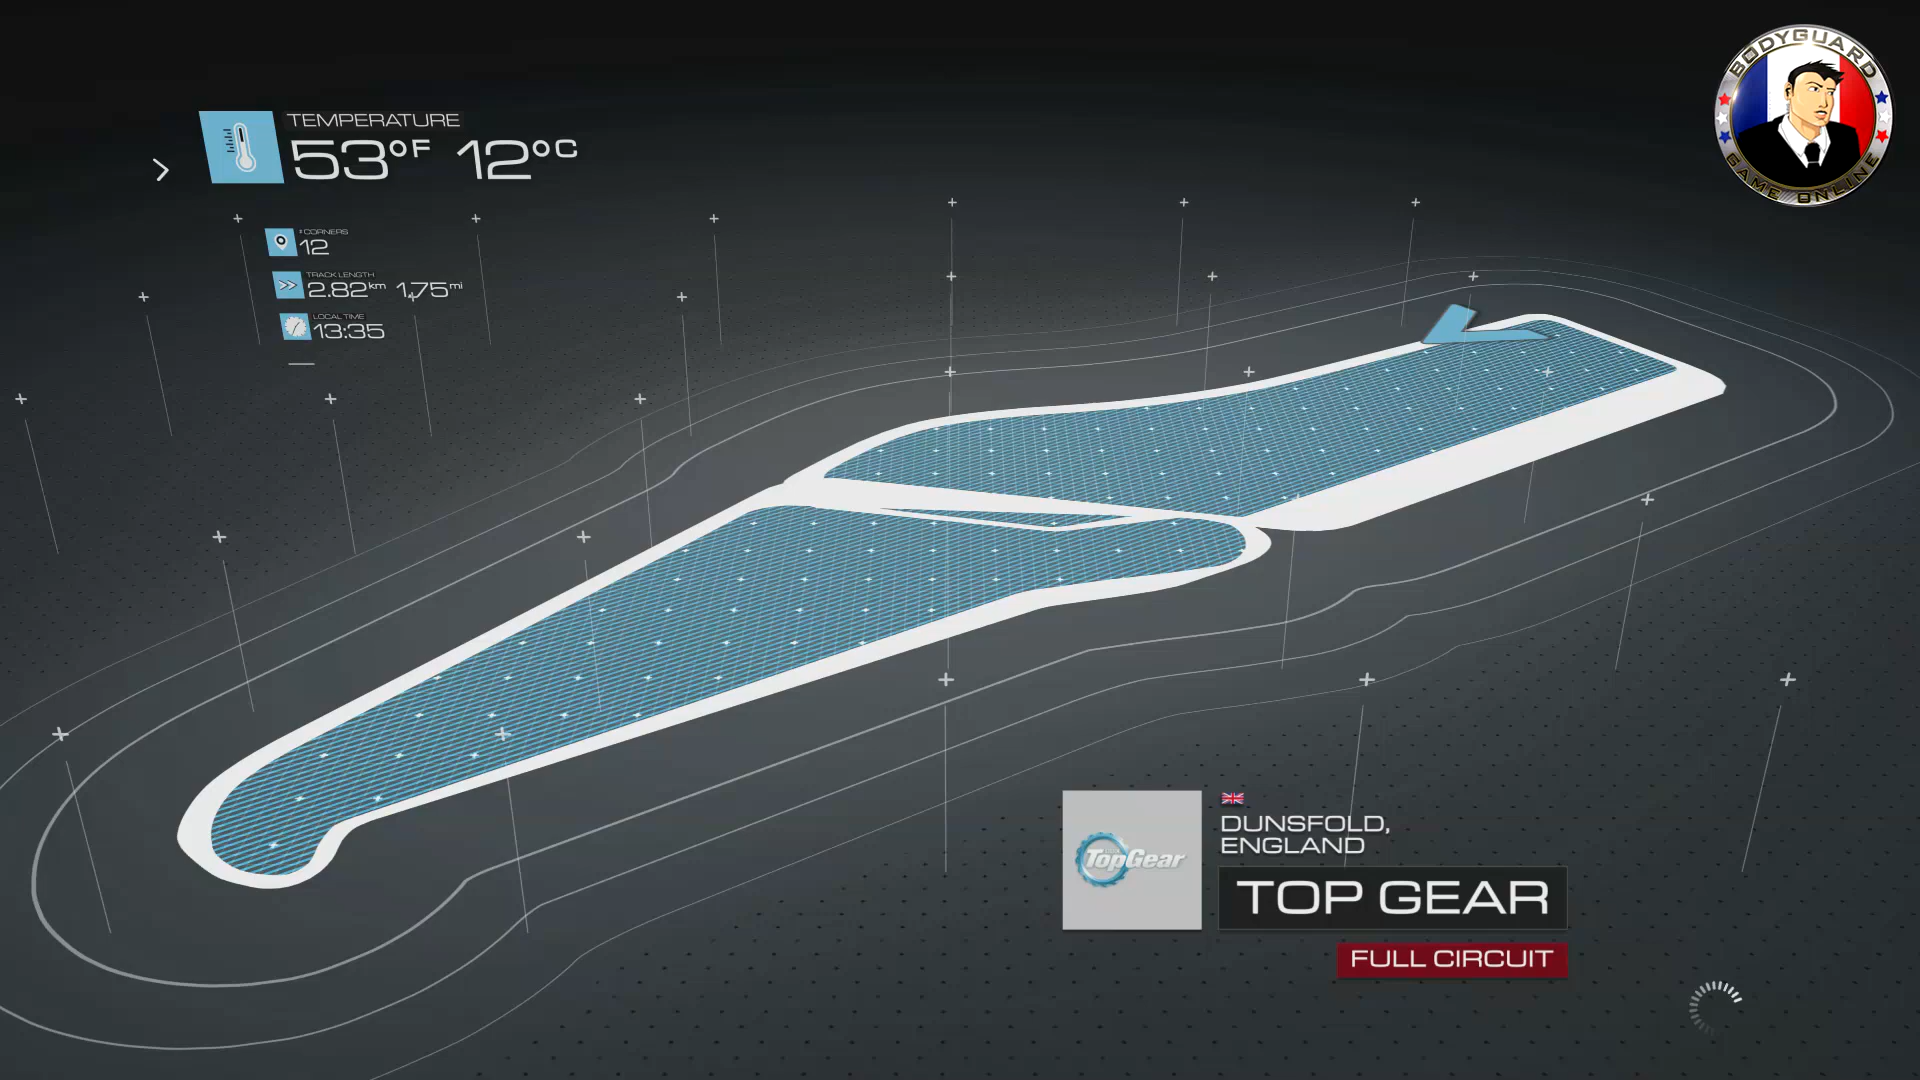 BODYGUARD
GAME ONLINE
TEMPERATURE
53°F 12°C
# CORNERS
12
TRACK LENGTH
2.82km 1.75mi
LOCAL TIME
13:35
DUNSFOLD,
ENGLAND
TopGear
TOP GEAR
FULL CIRCUIT